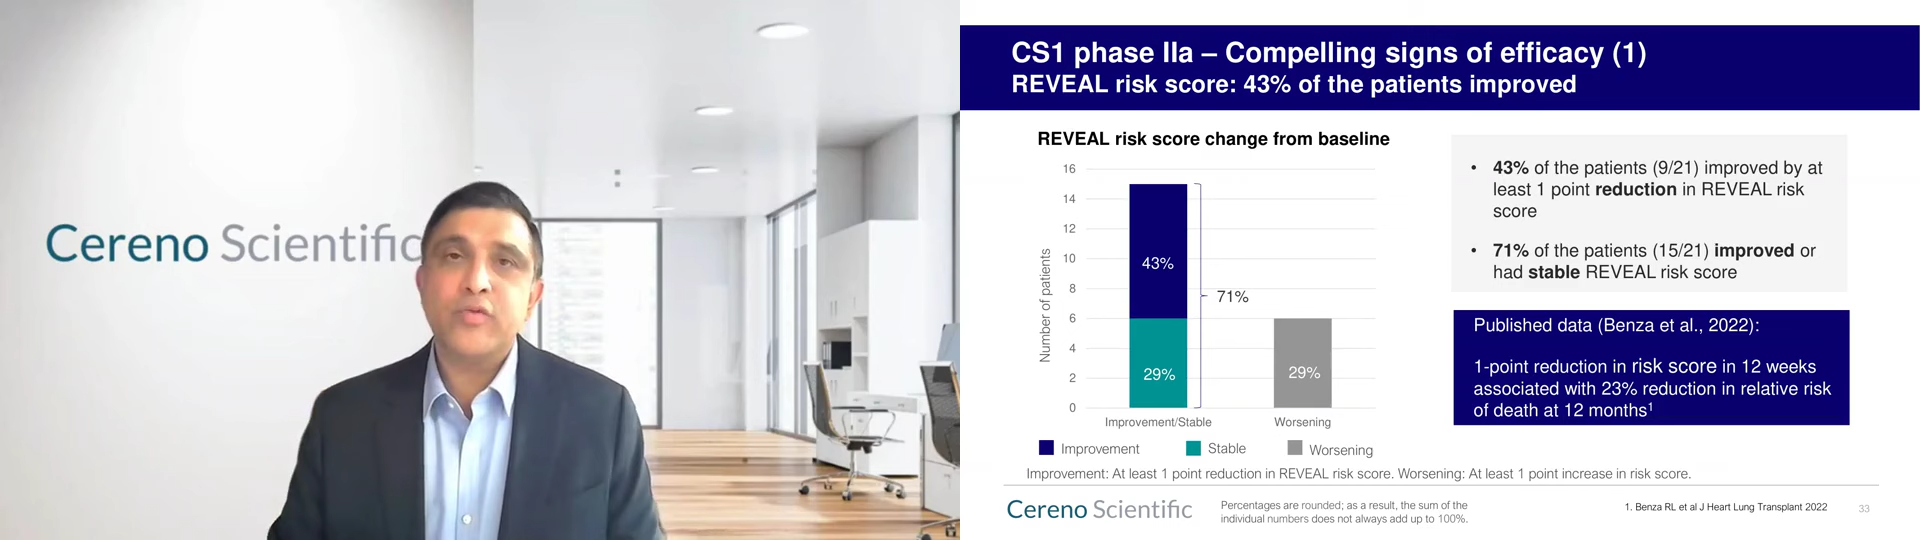 Cereno Scientific
CS1 phase IIa – Compelling signs of efficacy (1)
REVEAL risk score: 43% of the patients improved
REVEAL risk score change from baseline
Number of patients
16
14
12
10
8
6
4
2
0
43%
29%
71%
29%
Improvement/Stable
Worsening
Improvement
Stable
Worsening
• 43% of the patients (9/21) improved by at
least 1 point reduction in REVEAL risk
score
• 71% of the patients (15/21) improved or
had stable REVEAL risk score
Published data (Benza et al., 2022):
1-point reduction in risk score in 12 weeks
associated with 23% reduction in relative risk
of death at 12 months¹
Improvement: At least 1 point reduction in REVEAL risk score. Worsening: At least 1 point increase in risk score.
Cereno Scientific
Percentages are rounded; as a result, the sum of the
individual numbers does not always add up to 100%.
1. Benza RL et al J Heart Lung Transplant 2022
33